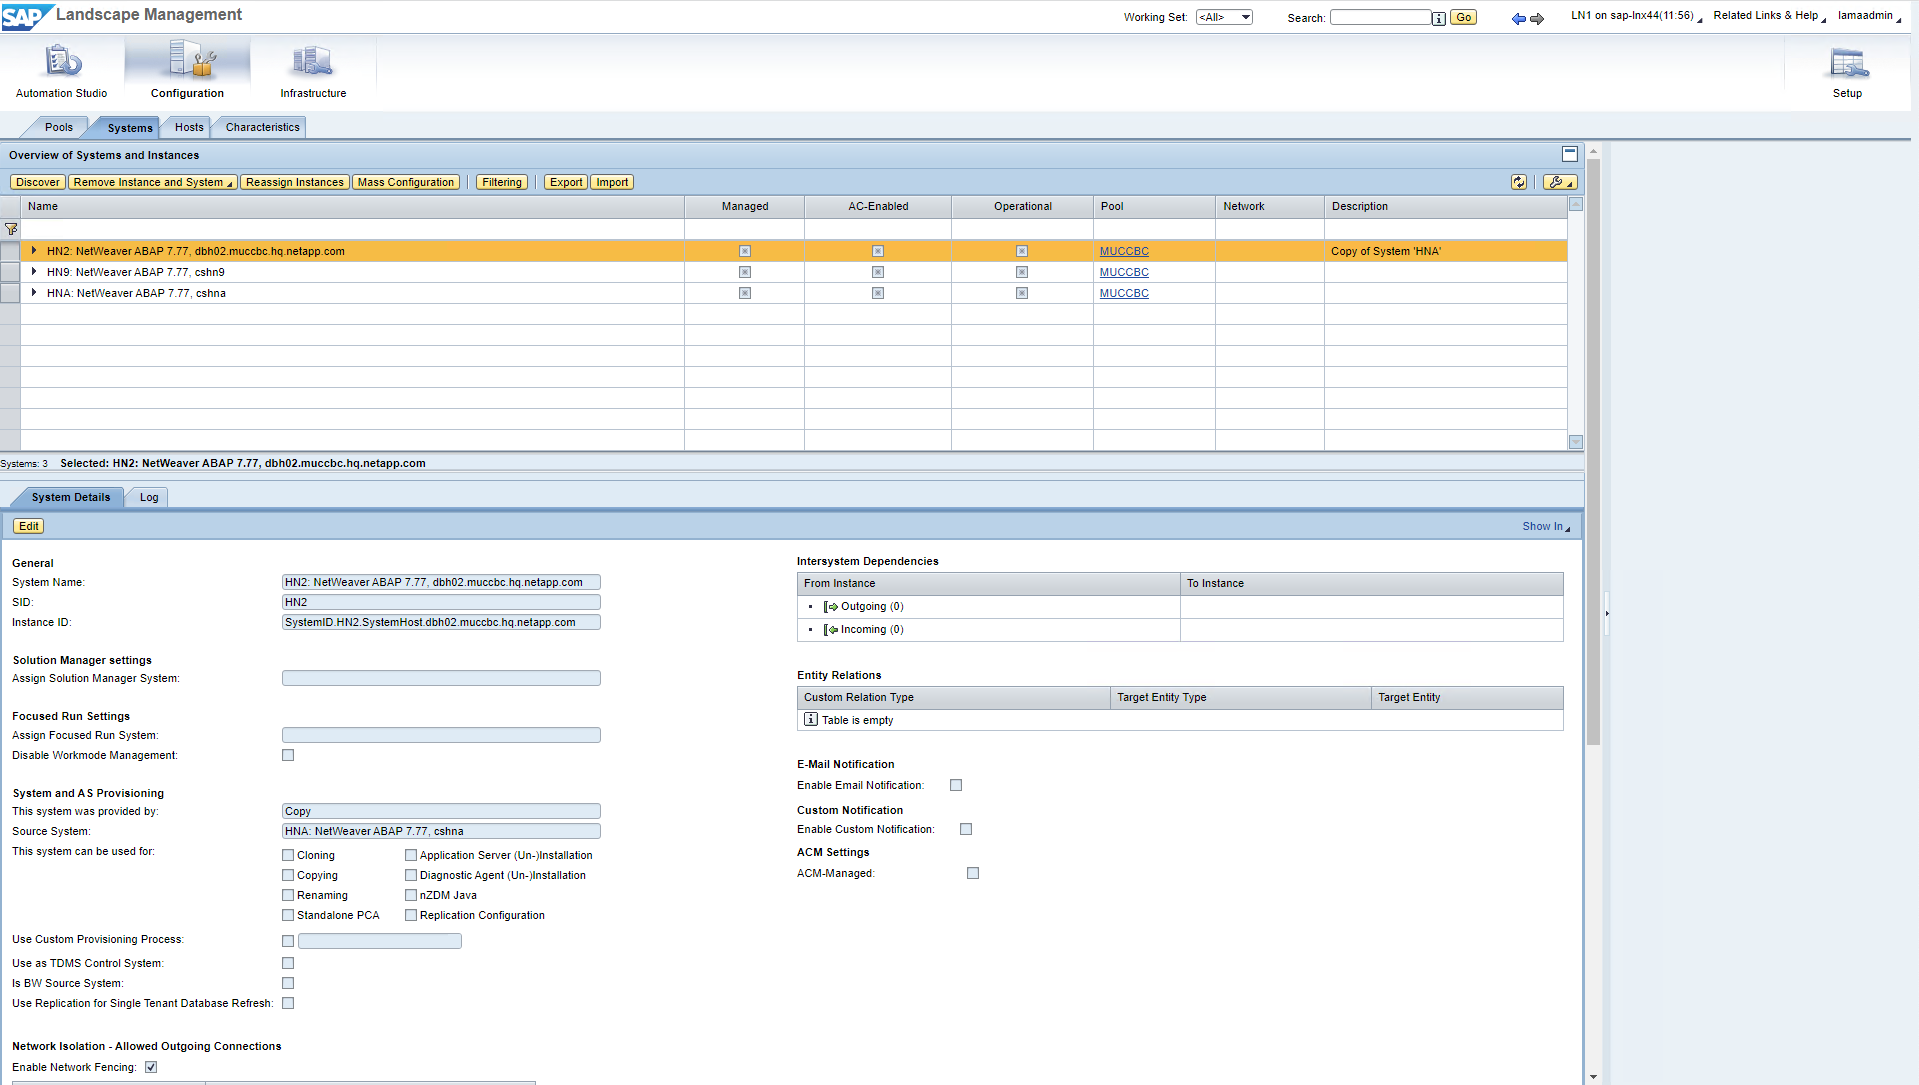 SAP Landscape Management
Working Set: <All> Search: Go LN1 on sap-lnx44(11:56) Related Links & Help lamaadmin
Automation Studio Configuration Infrastructure Setup
Pools Systems Hosts Characteristics
Overview of Systems and Instances
Discover Remove Instance and System Reassign Instances Mass Configuration Filtering Export Import
Name Managed AC-Enabled Operational Pool Network Description
HN2: NetWeaver ABAP 7.77, dbh02.muccbc.hq.netapp.com MUCCBC Copy of System 'HNA'
HN9: NetWeaver ABAP 7.77, cshn9 MUCCBC
HNA: NetWeaver ABAP 7.77, cshna MUCCBC
Systems: 3 Selected: HN2: NetWeaver ABAP 7.77, dbh02.muccbc.hq.netapp.com
System Details Log
Edit Show In
General
System Name: HN2: NetWeaver ABAP 7.77, dbh02.muccbc.hq.netapp.com
SID: HN2
Instance ID: SystemID.HN2.SystemHost.dbh02.muccbc.hq.netapp.com
Solution Manager settings
Assign Solution Manager System:
Focused Run Settings
Assign Focused Run System:
Disable Workmode Management:
System and AS Provisioning
This system was provided by: Copy
Source System: HNA: NetWeaver ABAP 7.77, cshna
This system can be used for:
Cloning Application Server (Un-)Installation
Copying Diagnostic Agent (Un-)Installation
Renaming nZDM Java
Standalone PCA Replication Configuration
Use Custom Provisioning Process:
Use as TDMS Control System:
Is BW Source System:
Use Replication for Single Tenant Database Refresh:
Network Isolation - Allowed Outgoing Connections
Enable Network Fencing:
Intersystem Dependencies
From Instance To Instance
Outgoing (0)
Incoming (0)
Entity Relations
Custom Relation Type Target Entity Type Target Entity
Table is empty
E-Mail Notification
Enable Email Notification:
Custom Notification
Enable Custom Notification:
ACM Settings
ACM-Managed: